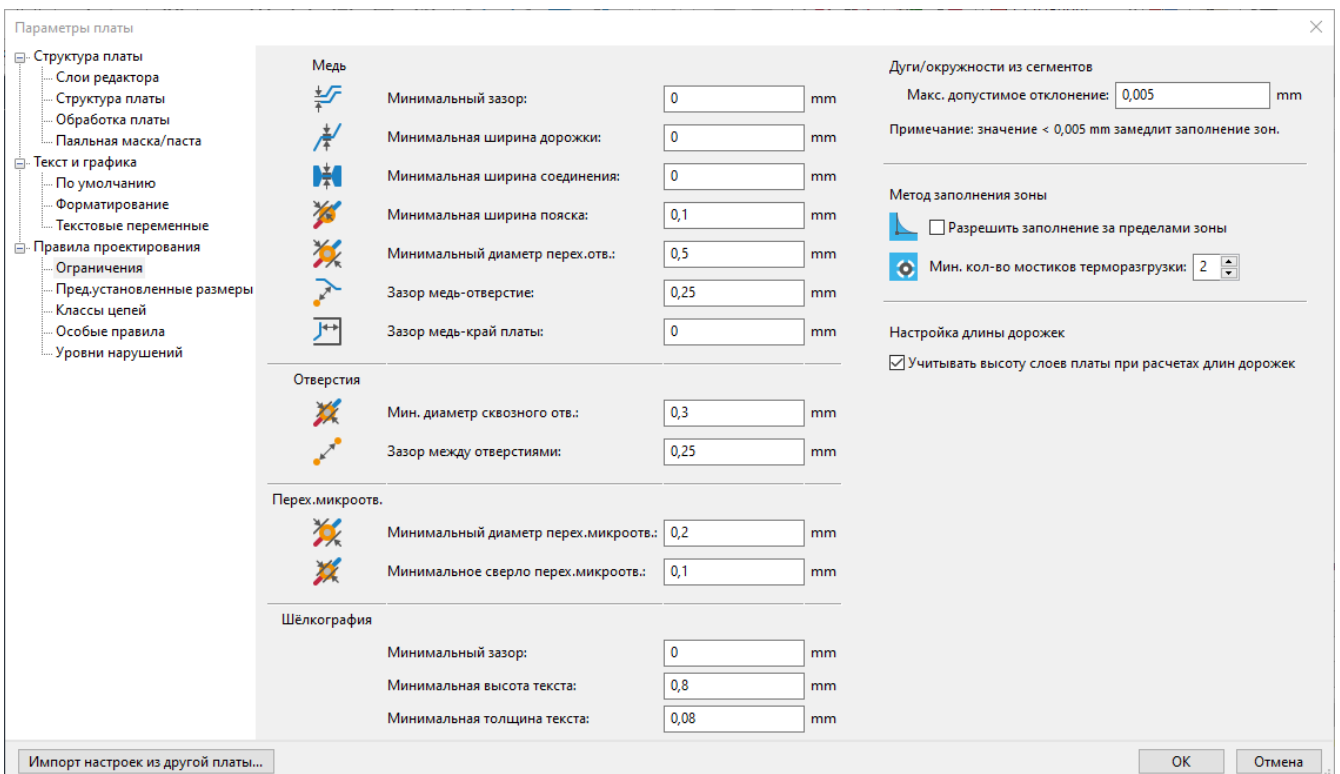 Параметры платы
Структура платы
Слои редактора
Структура платы
Обработка платы
Паяльная маска/паста
Текст и графика
По умолчанию
Форматирование
Текстовые переменные
Правила проектирования
Ограничения
Пред.установленные размеры
Классы цепей
Особые правила
Уровни нарушений
Медь
Минимальный зазор: 0 mm
Минимальная ширина дорожки: 0 mm
Минимальная ширина соединения: 0 mm
Минимальная ширина пояска: 0,1 mm
Минимальный диаметр перех.отв.: 0,5 mm
Зазор медь-отверстие: 0,25 mm
Зазор медь-край платы: 0 mm
Отверстия
Мин. диаметр сквозного отв.: 0,3 mm
Зазор между отверстиями: 0,25 mm
Перех.микроотв.
Минимальный диаметр перех.микроотв.: 0,2 mm
Минимальное сверло перех.микроотв.: 0,1 mm
Шёлкография
Минимальный зазор: 0 mm
Минимальная высота текста: 0,8 mm
Минимальная толщина текста: 0,08 mm
Дуги/окружности из сегментов
Макс. допустимое отклонение: 0,005 mm
Примечание: значение < 0,005 mm замедлит заполнение зон.
Метод заполнения зоны
Разрешить заполнение за пределами зоны
Мин. кол-во мостиков терморазгрузки: 2
Настройка длины дорожек
Учитывать высоту слоев платы при расчетах длин дорожек
Импорт настроек из другой платы...
OK
Отмена